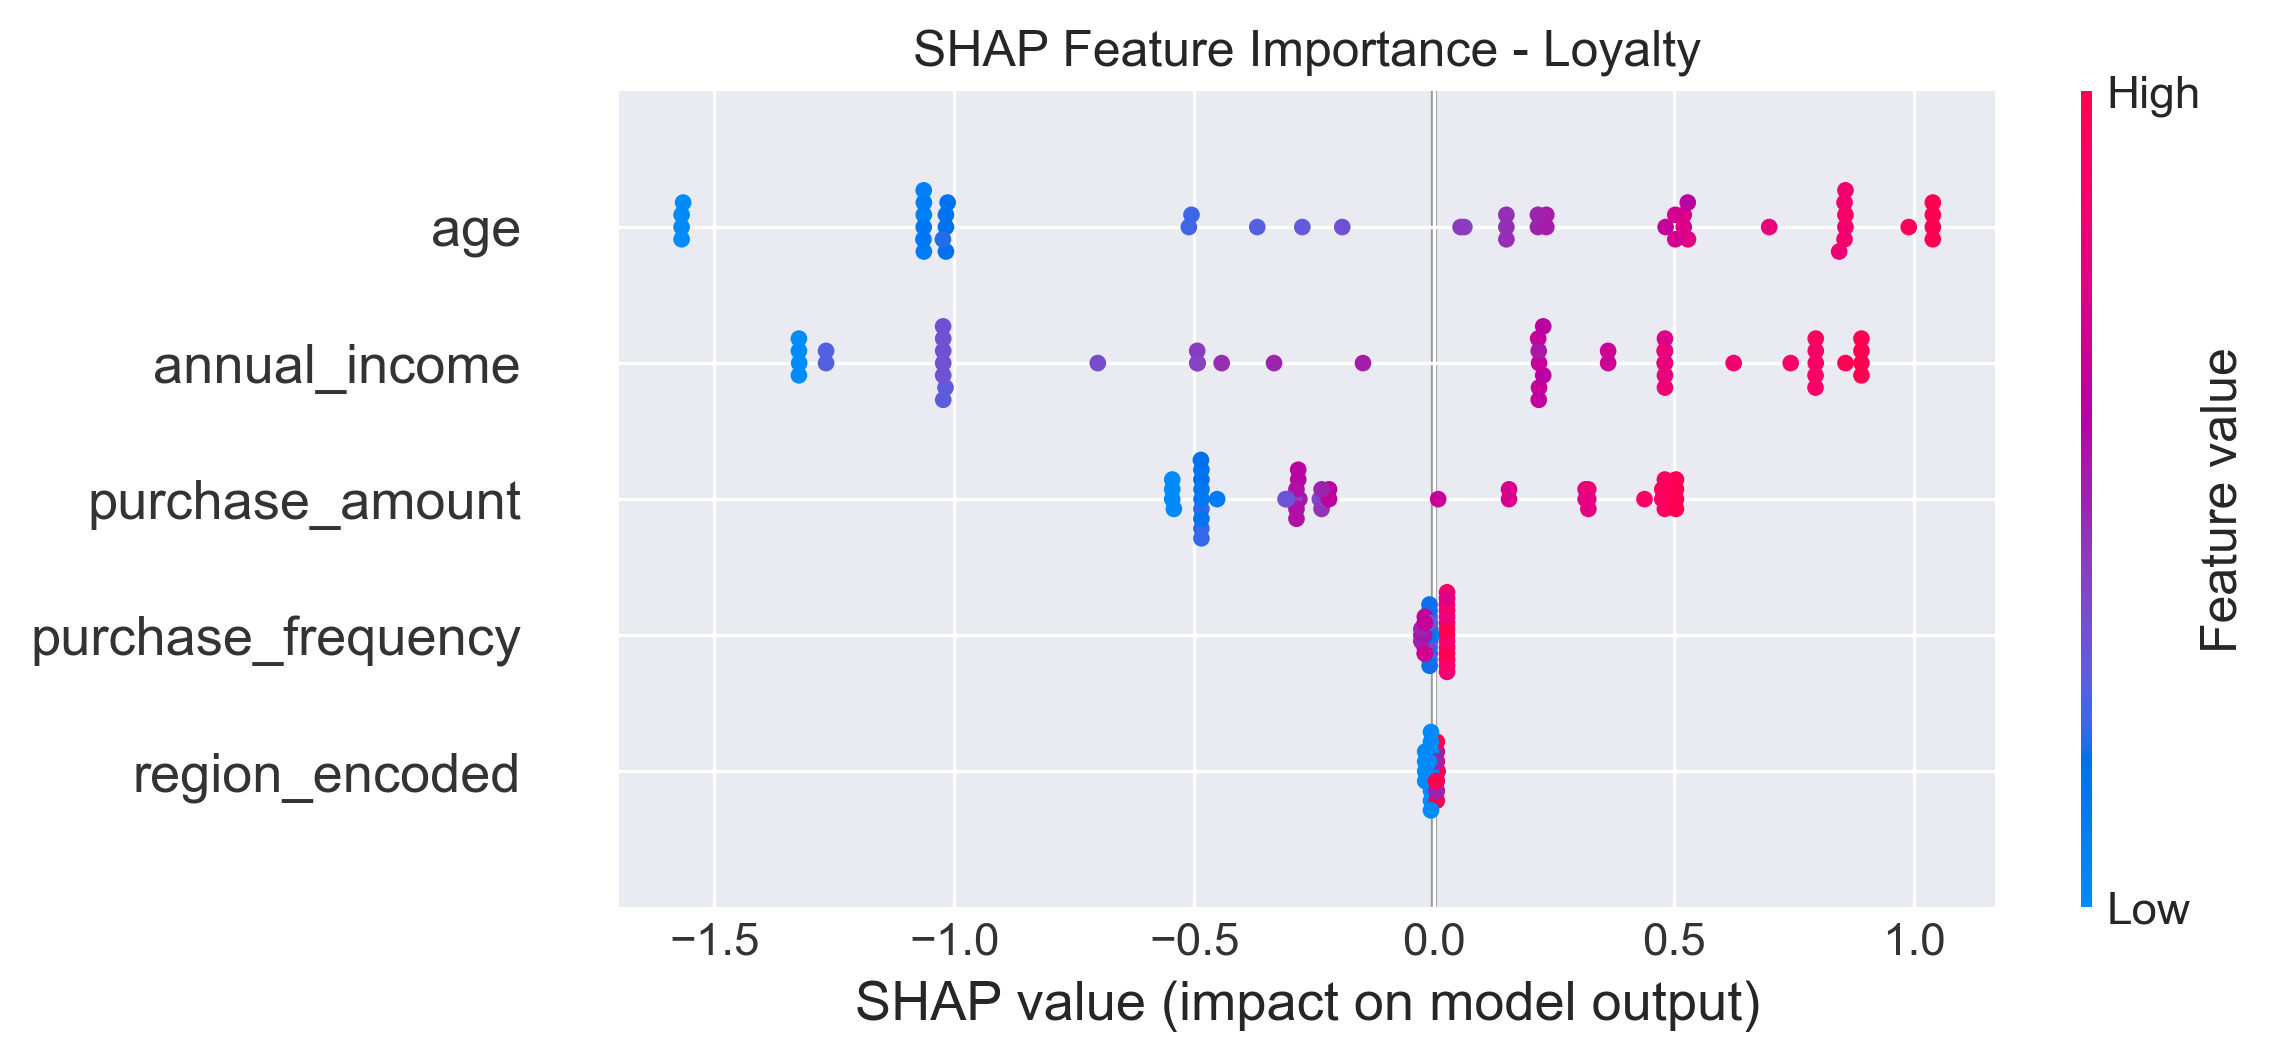 SHAP Feature Importance - Loyalty
High
age
annual_income
purchase_amount
purchase_frequency
region_encoded
Feature value
Low
−1.5 −1.0 −0.5 0.0 0.5 1.0
SHAP value (impact on model output)